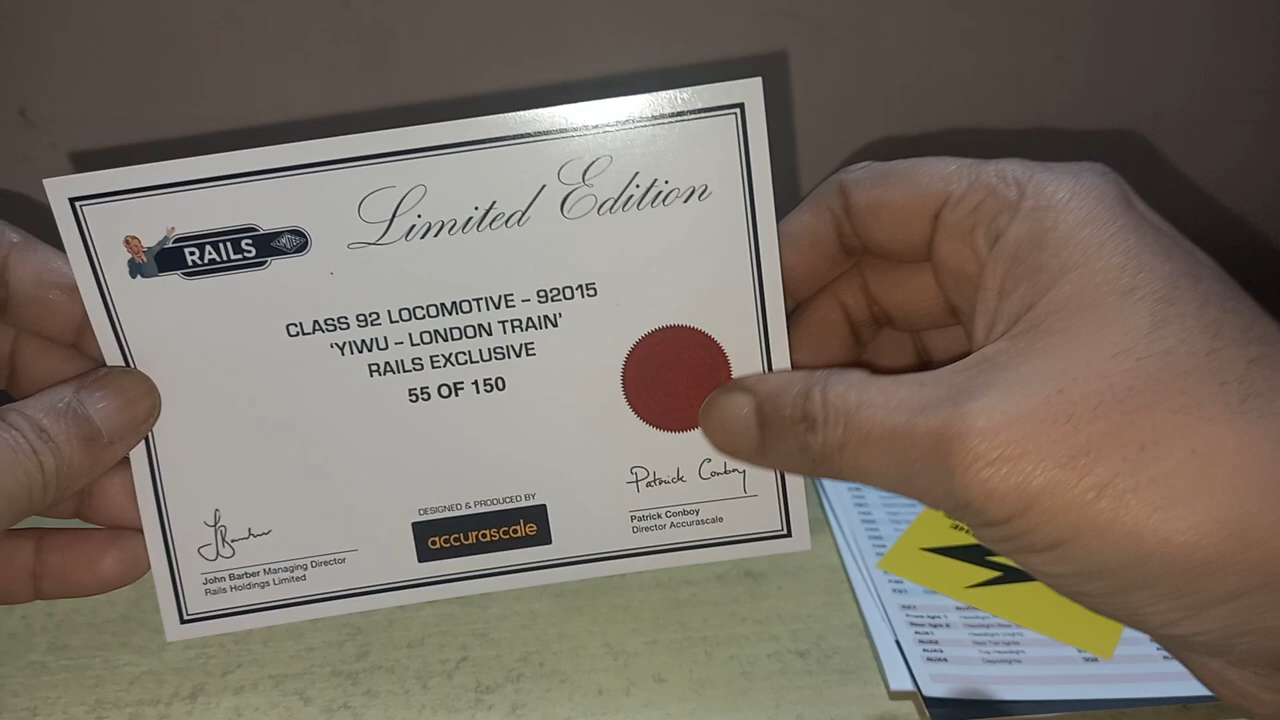 Limited Edition
RAILS
LIMITED
CLASS 92 LOCOMOTIVE – 92015
'YIWU – LONDON TRAIN'
RAILS EXCLUSIVE
55 OF 150
DESIGNED & PRODUCED BY
accurascale
Patrick Conboy
Patrick Conboy
Director Accurascale
John Barber Managing Director
Rails Holdings Limited